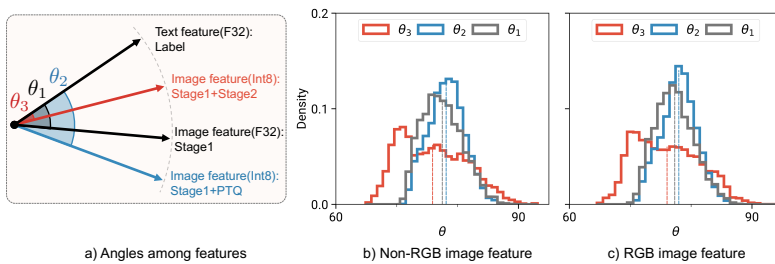 Text feature(F32):
Label
θ₂
θ₁
θ₃
Image feature(Int8):
Stage1+Stage2
Image feature(F32):
Stage1
Image feature(Int8):
Stage1+PTQ
a) Angles among features
0.2
0.1
0.0
Density
θ₃ θ₂ θ₁
60 90
θ
b) Non-RGB image feature
θ₃ θ₂ θ₁
60 90
θ
c) RGB image feature